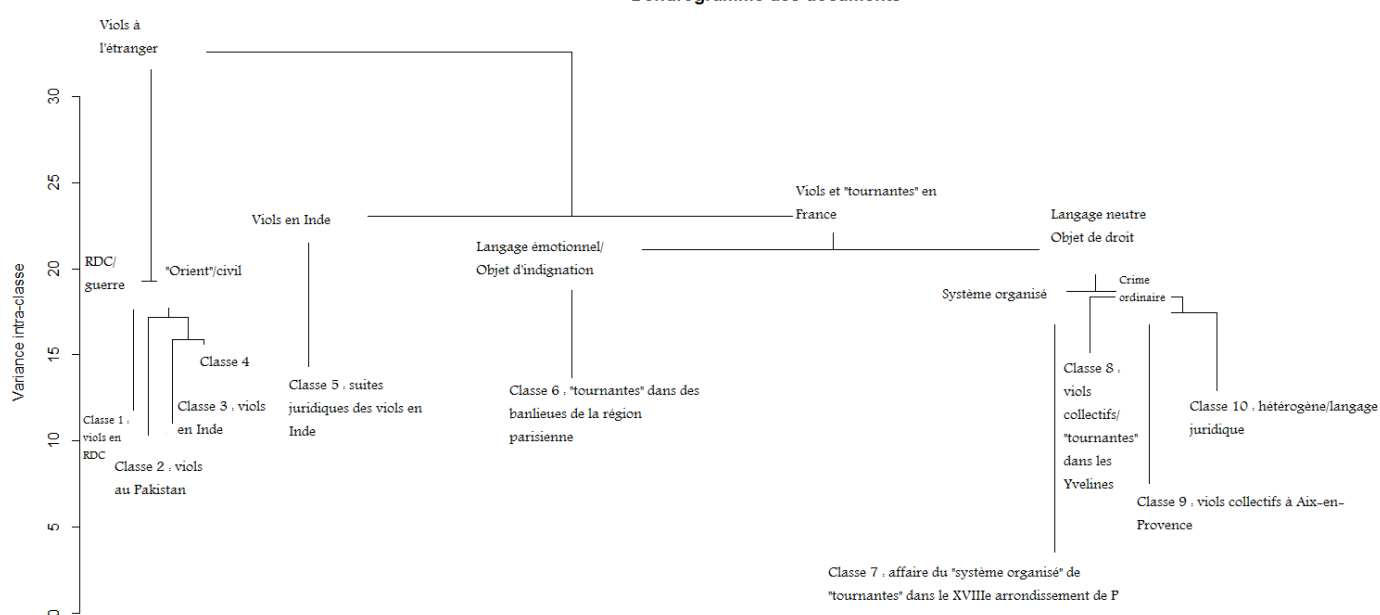 Dendrogramme des documents
Viols à
l'étranger
Variance intra-classe
30
25
20
15
10
5
0
Viols en Inde
Viols et "tournantes" en
France
RDC/
guerre
"Orient"/civil
Langage émotionnel/
Objet d'indignation
Langage neutre
Objet de droit
Système organisé
Crime
ordinaire
Classe 4
Classe 1 :
viols en
RDC
Classe 3 : viols
en Inde
Classe 2 : viols
au Pakistan
Classe 5 : suites
juridiques des viols en
Inde
Classe 6 : "tournantes" dans des
banlieues de la région
parisienne
Classe 8 :
viols
collectifs/
"tournantes"
dans les
Yvelines
Classe 10 : hétérogène/langage
juridique
Classe 9 : viols collectifs à Aix-en-
Provence
Classe 7 : affaire du "système organisé" de
"tournantes" dans le XVIIIe arrondissement de P